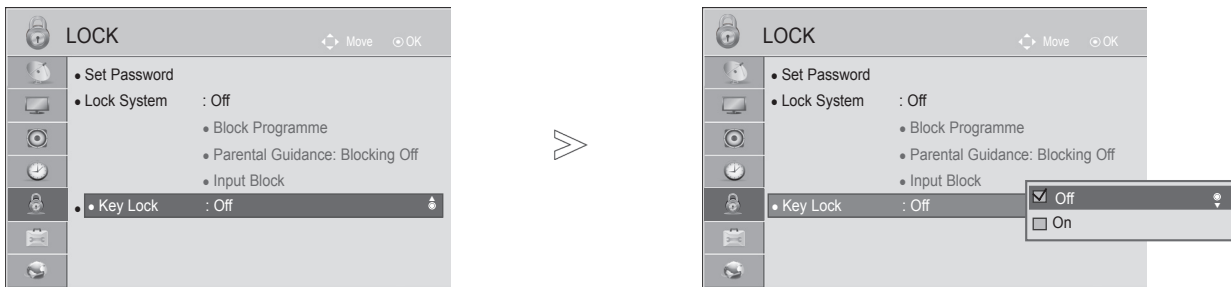 LOCK
Move OK
• Set Password
• Lock System : Off
• Block Programme
• Parental Guidance: Blocking Off
• Input Block
• • Key Lock : Off
LOCK
Move OK
• Set Password
• Lock System : Off
• Block Programme
• Parental Guidance: Blocking Off
• Input Block
• Key Lock : Off
Off
On